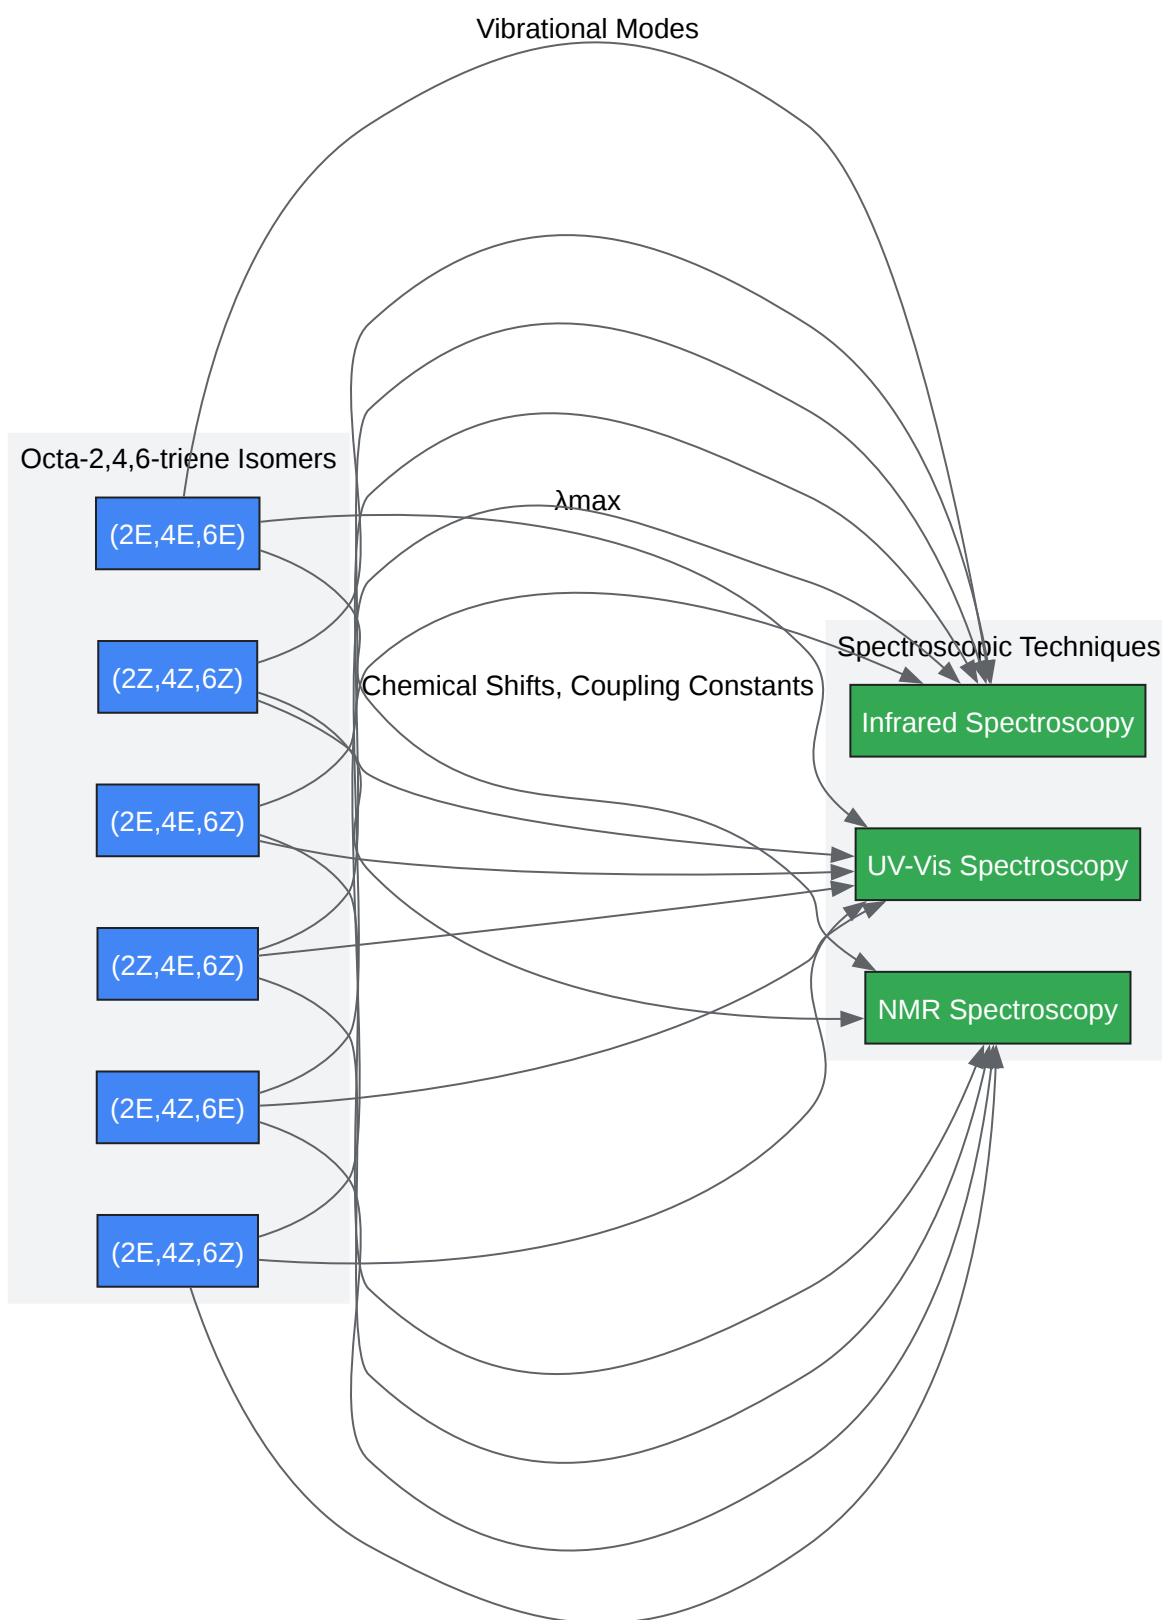 Vibrational Modes
Octa-2,4,6-triene Isomers
(2E,4E,6E)
(2Z,4Z,6Z)
(2E,4E,6Z)
(2Z,4E,6Z)
(2E,4Z,6E)
(2E,4Z,6Z)
λmax
Chemical Shifts, Coupling Constants
Spectroscopic Techniques
Infrared Spectroscopy
UV-Vis Spectroscopy
NMR Spectroscopy